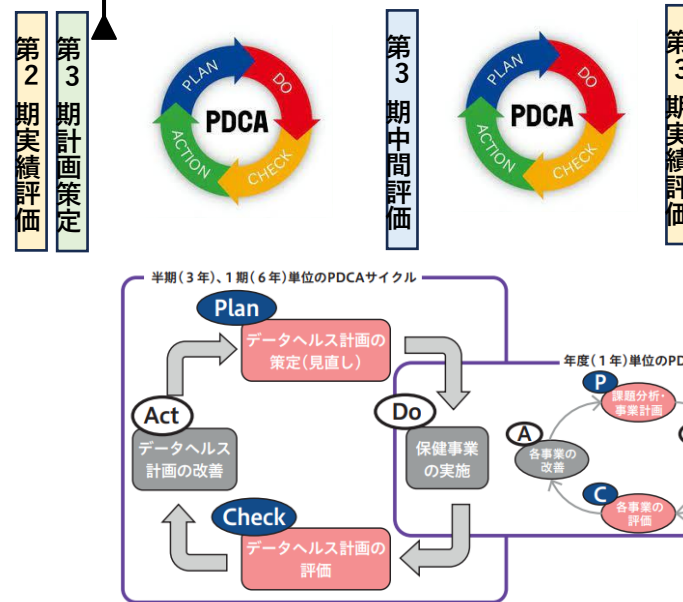 第2期実績評価
第3期計画策定
PLAN
DO
CHECK
ACTION
PDCA
第3期中間評価
PLAN
DO
CHECK
ACTION
PDCA
第3期実績評価
半期(3年)、1期(6年)単位のPDCAサイクル
Plan
データヘルス計画の
策定(見直し)
Act
データヘルス
計画の改善
Do
保健事業
の実施
Check
データヘルス計画の
評価
年度(1年)単位のPD
P
課題分析・
事業計画
A
各事業の
改善
C
各事業の
評価